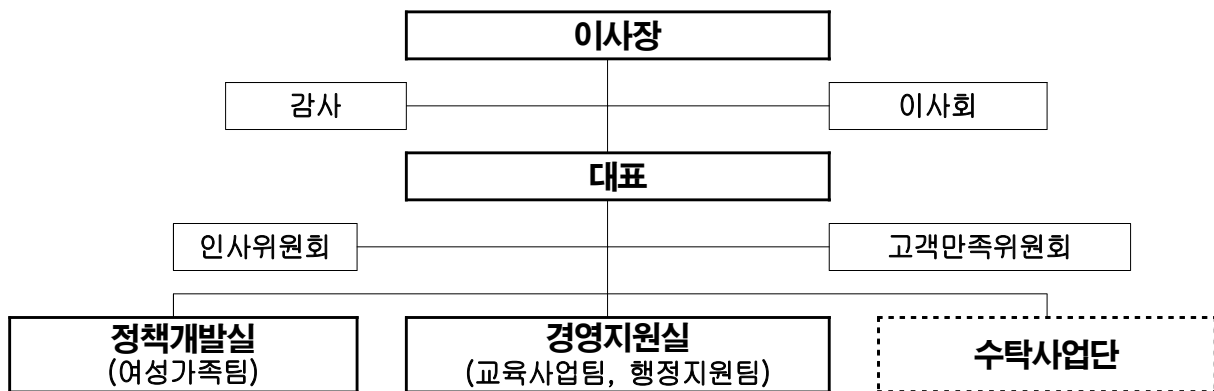 이사장
감사
이사회
대표
인사위원회
고객만족위원회
정책개발실
(여성가족팀)
경영지원실
(교육사업팀, 행정지원팀)
수탁사업단